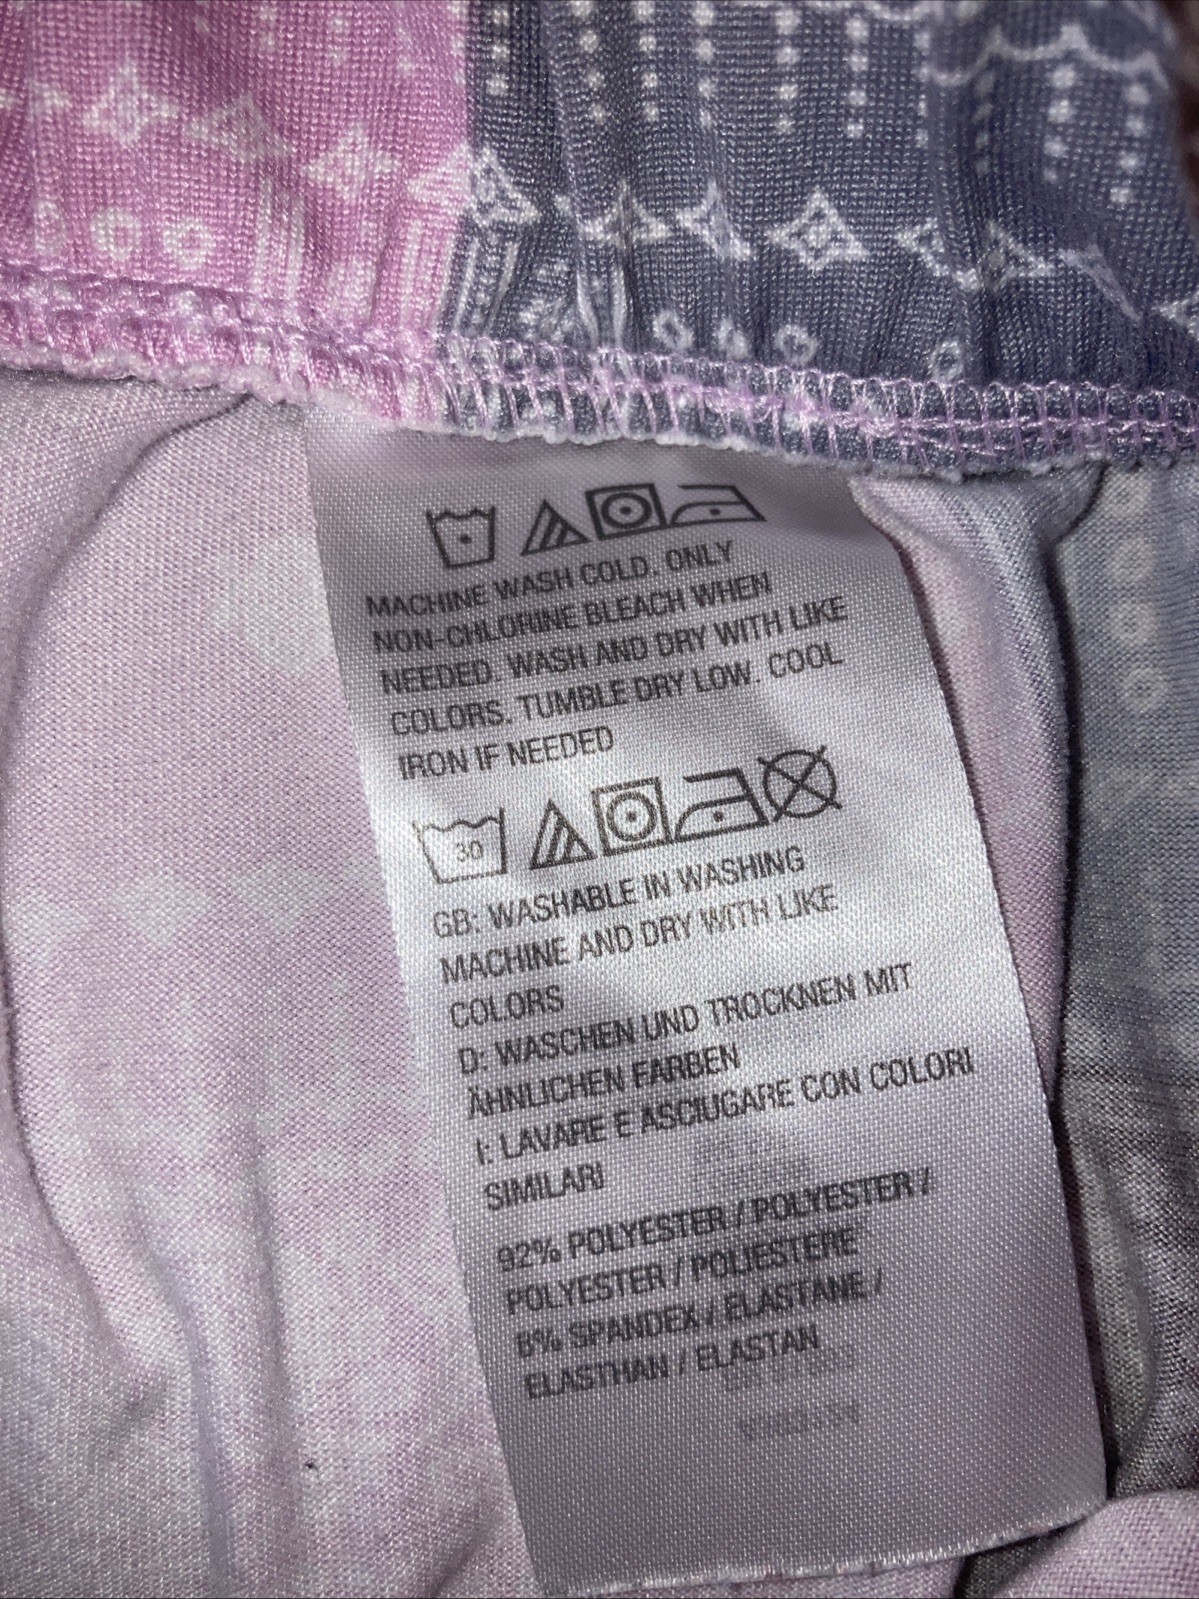 MACHINE WASH COLD. ONLY
NON-CHLORINE BLEACH WHEN
NEEDED. WASH AND DRY WITH LIKE
COLORS. TUMBLE DRY LOW. COOL
IRON IF NEEDED
30
GB: WASHABLE IN WASHING
MACHINE AND DRY WITH LIKE
COLORS
D: WASCHEN UND TROCKNEN MIT
ÄHNLICHEN FARBEN
I: LAVARE E ASCIUGARE CON COLORI
SIMILARI
92% POLYESTER / POLYESTER /
POLYESTER / POLIESTERE
8% SPANDEX / ELASTANE /
ELASTHAN / ELASTAN